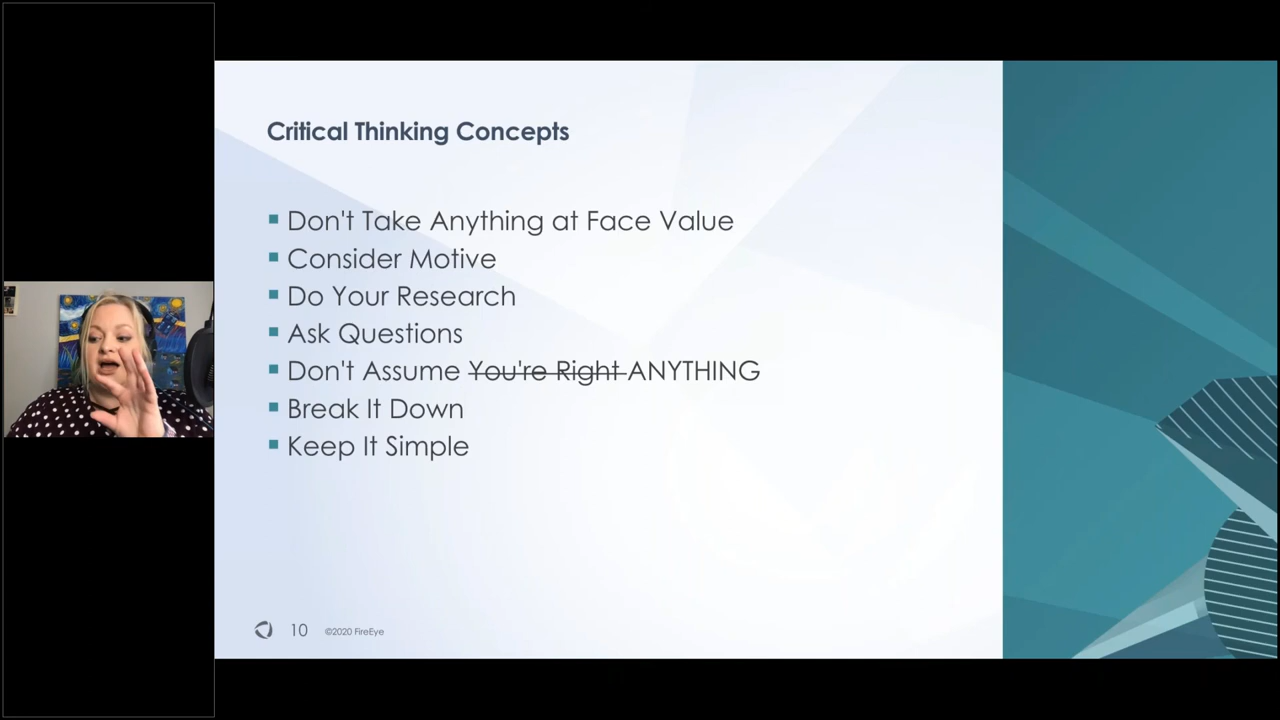 Critical Thinking Concepts
Don't Take Anything at Face Value
Consider Motive
Do Your Research
Ask Questions
Don't Assume You're Right ANYTHING
Break It Down
Keep It Simple
10 ©2020 FireEye